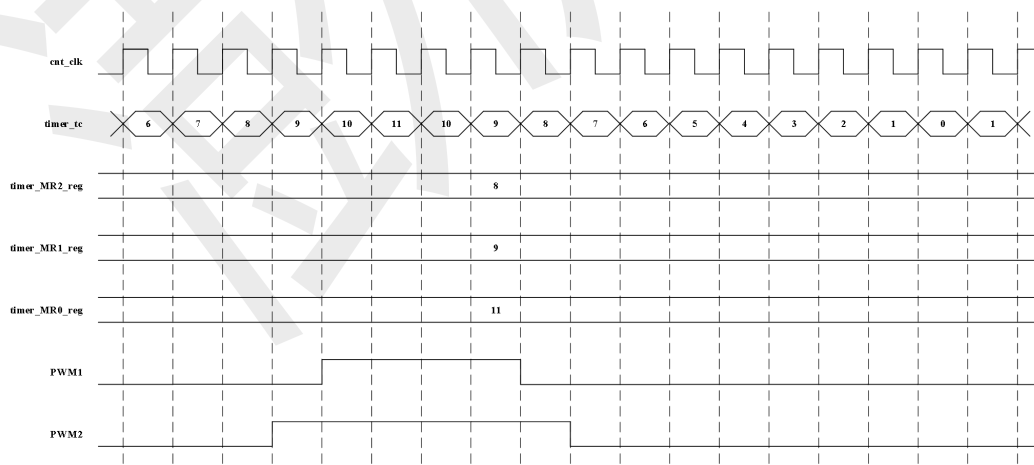 cnt_clk
timer_tc 6 7 8 9 10 11 10 9 8 7 6 5 4 3 2 1 0 1
timer_MR2_reg 8
timer_MR1_reg 9
timer_MR0_reg 11
PWM1
PWM2